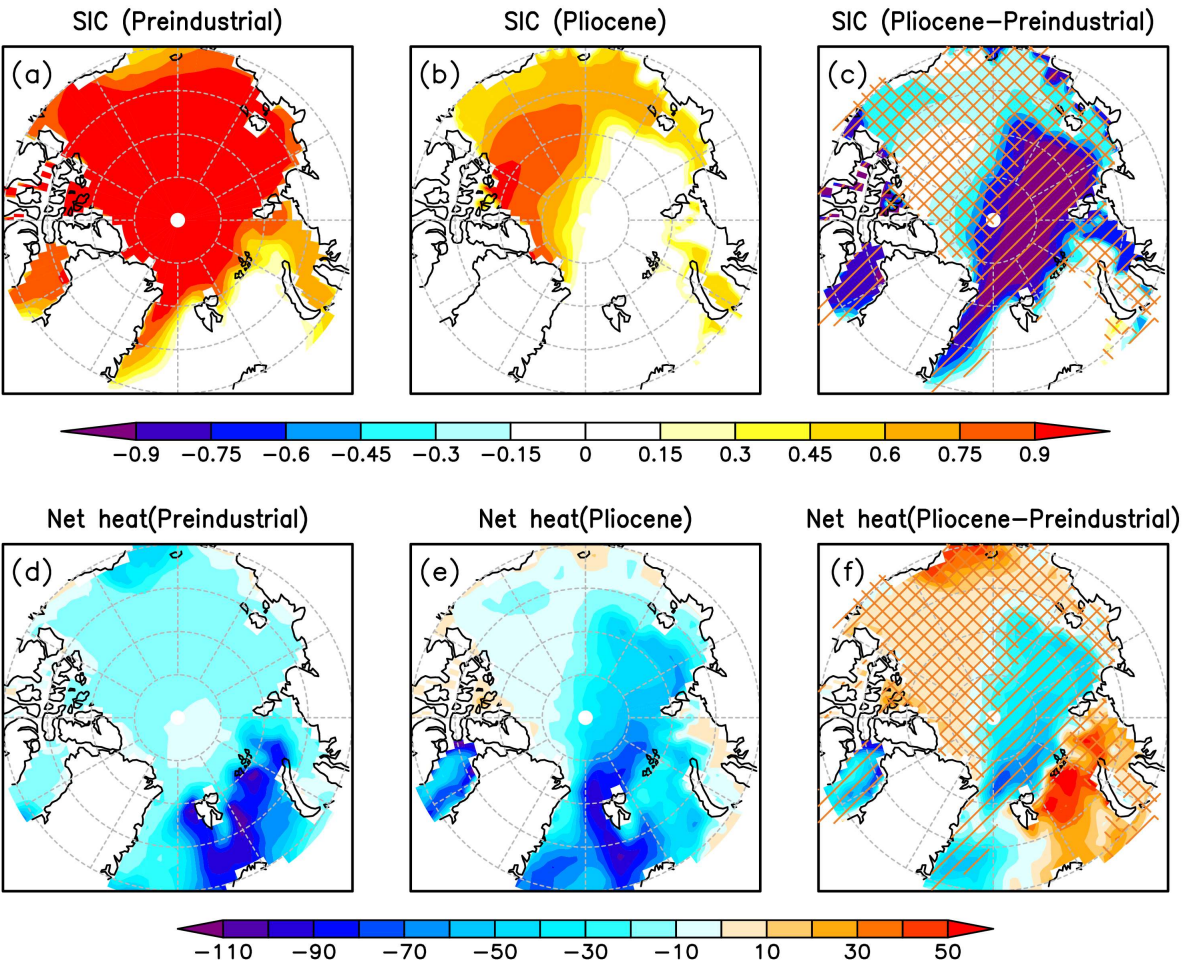 SIC (Preindustrial) SIC (Pliocene) SIC (Pliocene−Preindustrial)
(a) (b) (c)
−0.9 −0.75 −0.6 −0.45 −0.3 −0.15 0 0.15 0.3 0.45 0.6 0.75 0.9
Net heat(Preindustrial) Net heat(Pliocene) Net heat(Pliocene−Preindustrial)
(d) (e) (f)
−110 −90 −70 −50 −30 −10 10 30 50